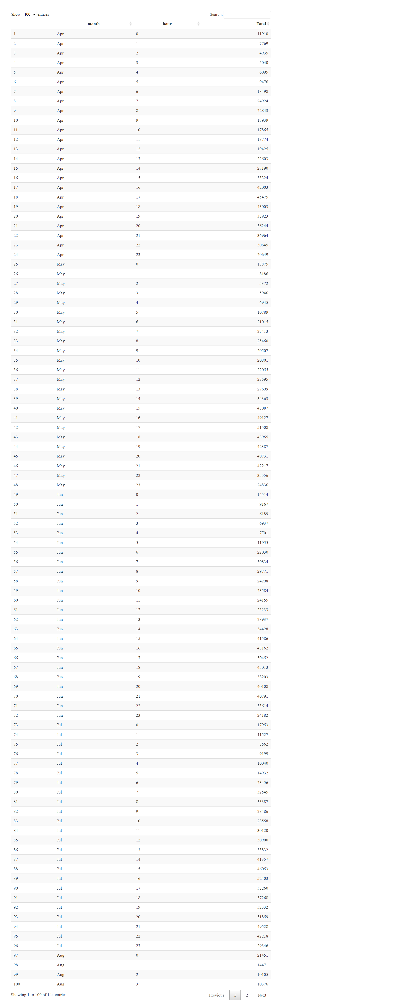 Show 100 entries Search:
month hour Total
1 Apr 0 11910
2 Apr 1 7769
3 Apr 2 4935
4 Apr 3 5040
5 Apr 4 6095
6 Apr 5 9476
7 Apr 6 18498
8 Apr 7 24924
9 Apr 8 22843
10 Apr 9 17939
11 Apr 10 17865
12 Apr 11 18774
13 Apr 12 19425
14 Apr 13 22603
15 Apr 14 27190
16 Apr 15 35324
17 Apr 16 42003
18 Apr 17 45475
19 Apr 18 43003
20 Apr 19 38923
21 Apr 20 36244
22 Apr 21 36964
23 Apr 22 30645
24 Apr 23 20649
25 May 0 13875
26 May 1 8186
27 May 2 5372
28 May 3 5946
29 May 4 6945
30 May 5 10789
31 May 6 21015
32 May 7 27413
33 May 8 25460
34 May 9 20507
35 May 10 20801
36 May 11 22055
37 May 12 23595
38 May 13 27699
39 May 14 34363
40 May 15 43087
41 May 16 49127
42 May 17 51508
43 May 18 48965
44 May 19 42387
45 May 20 40731
46 May 21 42217
47 May 22 35556
48 May 23 24836
49 Jun 0 14514
50 Jun 1 9167
51 Jun 2 6189
52 Jun 3 6937
53 Jun 4 7701
54 Jun 5 11955
55 Jun 6 22030
56 Jun 7 30834
57 Jun 8 29771
58 Jun 9 24298
59 Jun 10 23584
60 Jun 11 24155
61 Jun 12 25233
62 Jun 13 28937
63 Jun 14 34428
64 Jun 15 41586
65 Jun 16 48162
66 Jun 17 50452
67 Jun 18 45013
68 Jun 19 38203
69 Jun 20 40108
70 Jun 21 40791
71 Jun 22 35614
72 Jun 23 24182
73 Jul 0 17953
74 Jul 1 11527
75 Jul 2 8562
76 Jul 3 9199
77 Jul 4 10040
78 Jul 5 14932
79 Jul 6 23456
80 Jul 7 32545
81 Jul 8 33387
82 Jul 9 28486
83 Jul 10 28558
84 Jul 11 30120
85 Jul 12 30900
86 Jul 13 35832
87 Jul 14 41357
88 Jul 15 46053
89 Jul 16 52403
90 Jul 17 58260
91 Jul 18 57268
92 Jul 19 52332
93 Jul 20 51859
94 Jul 21 49528
95 Jul 22 42218
96 Jul 23 29346
97 Aug 0 21451
98 Aug 1 14471
99 Aug 2 10105
100 Aug 3 10376
Showing 1 to 100 of 144 entries Previous 1 2 Next